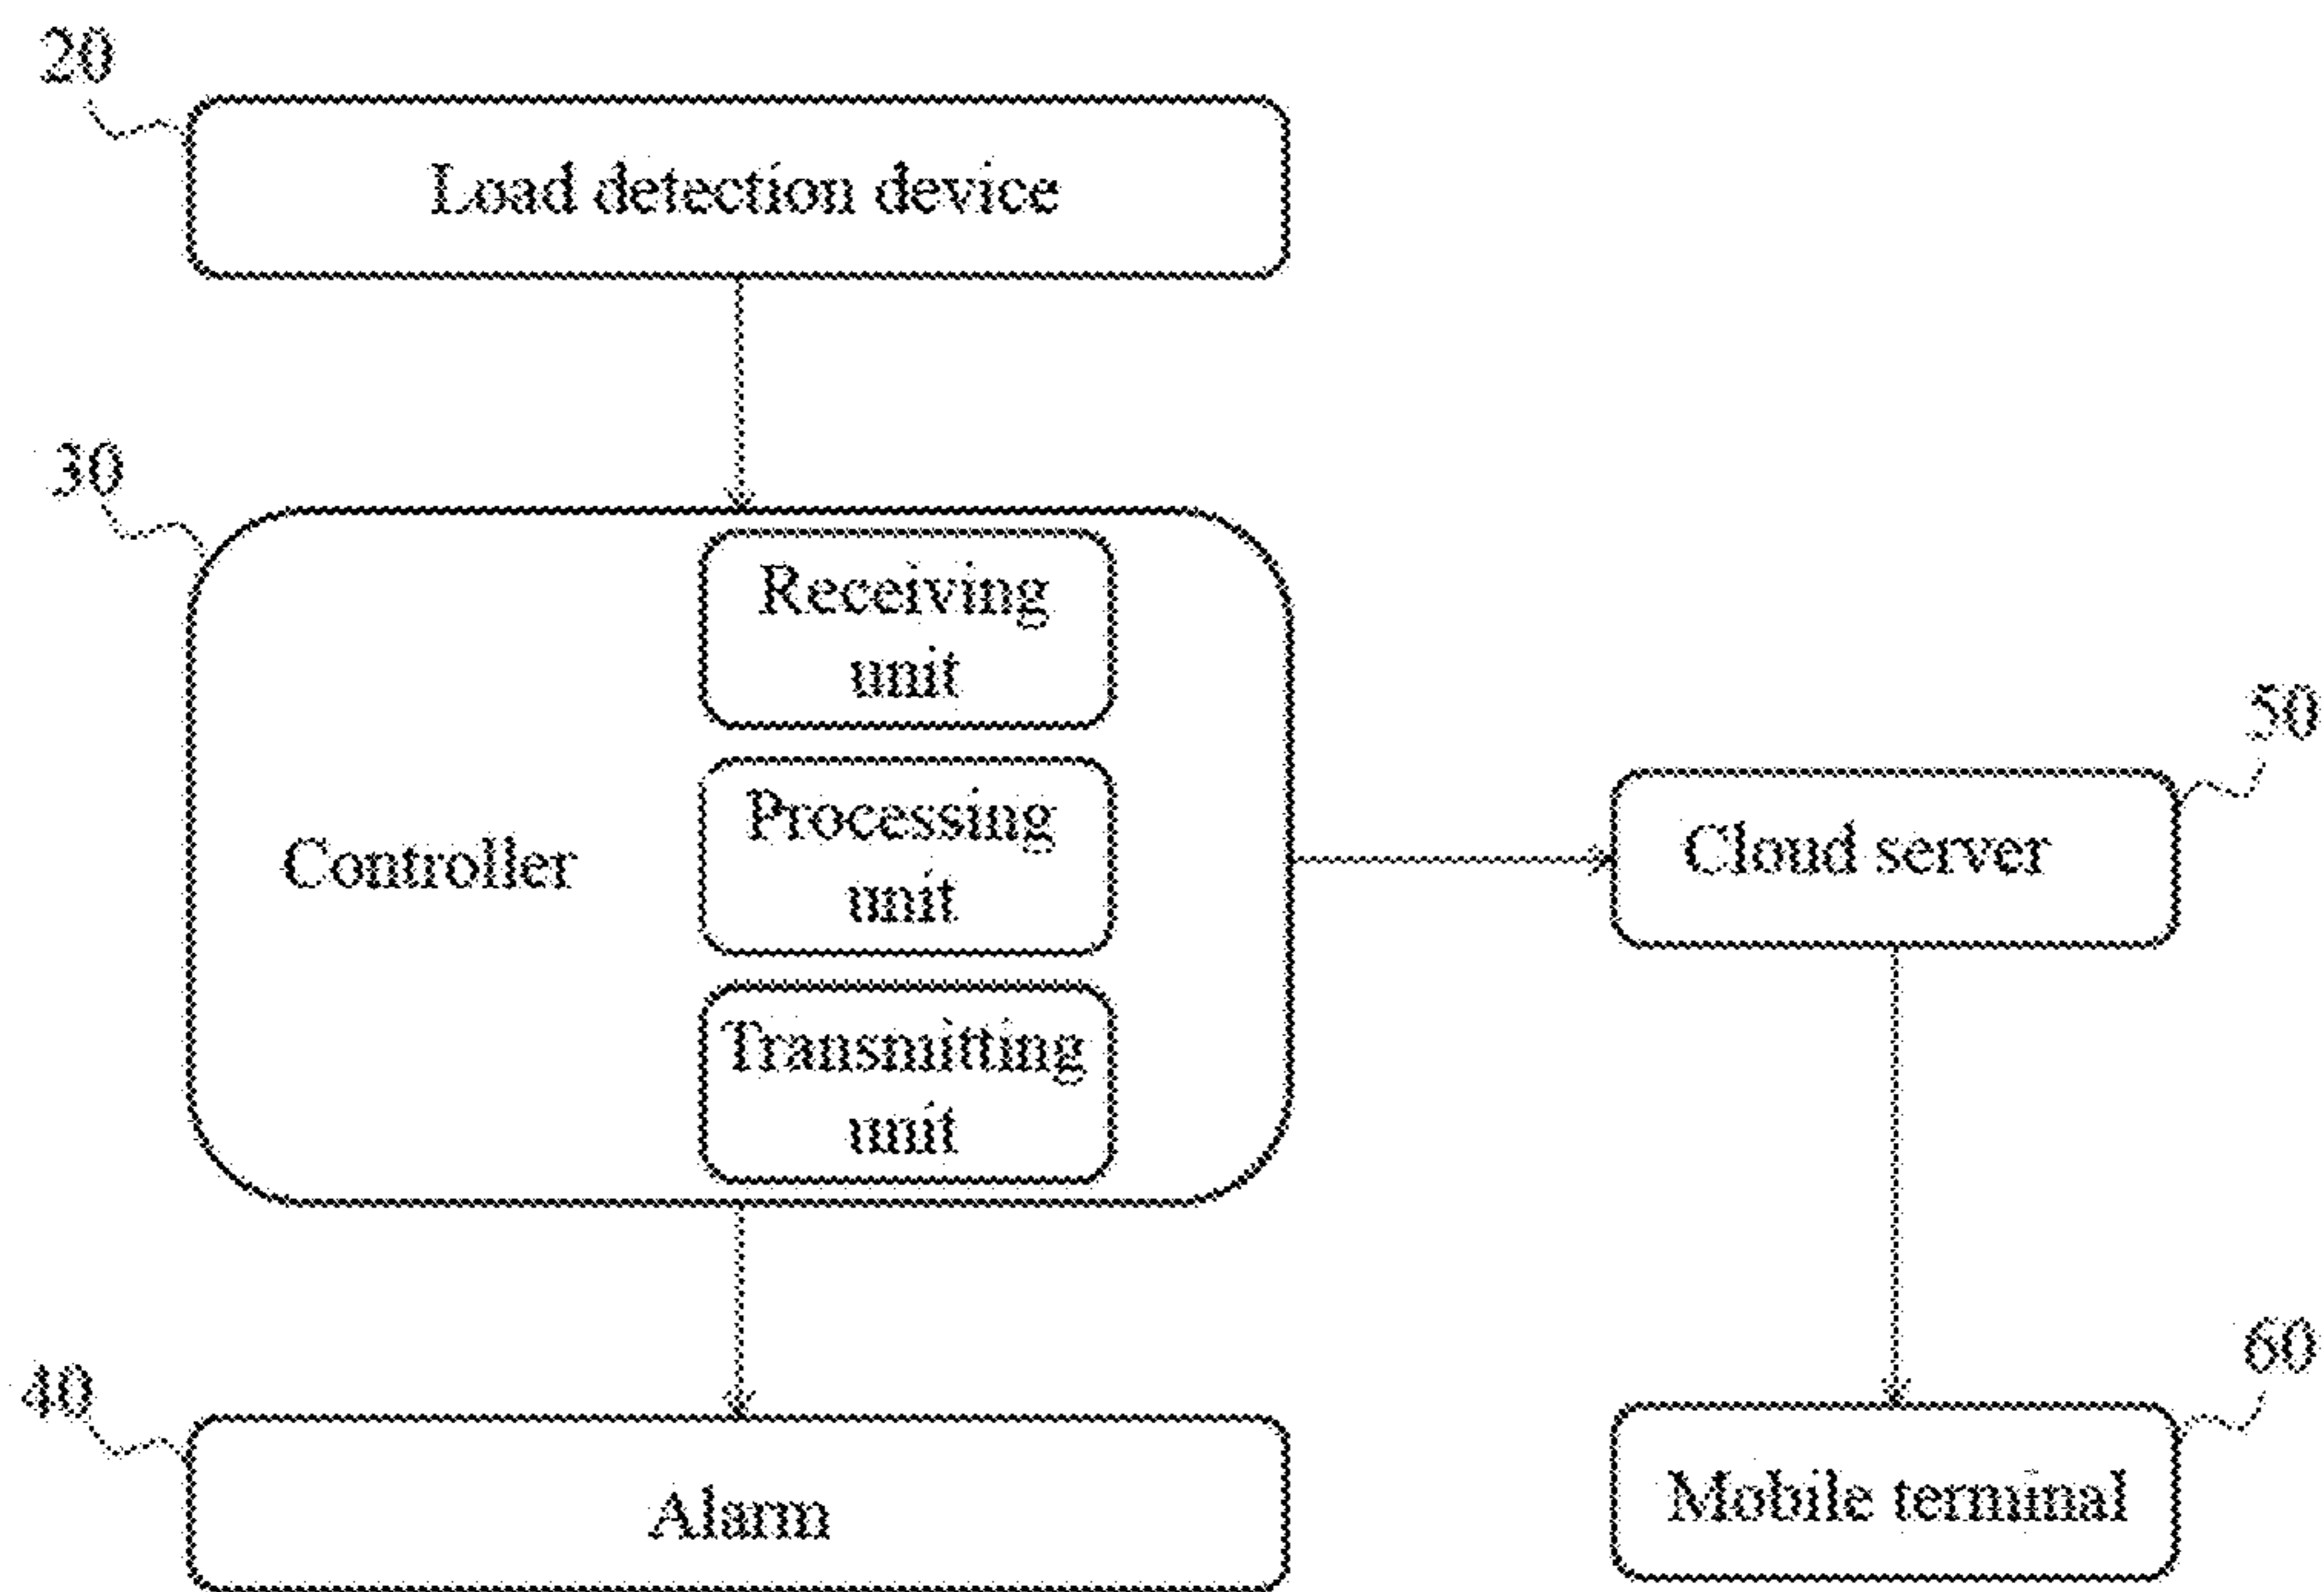 20
Load detection device
30
Receiving
unit
50
Processing
unit
Controller
Cloud server
Transmitting
unit
60
40
Alarm
Mobile terminal